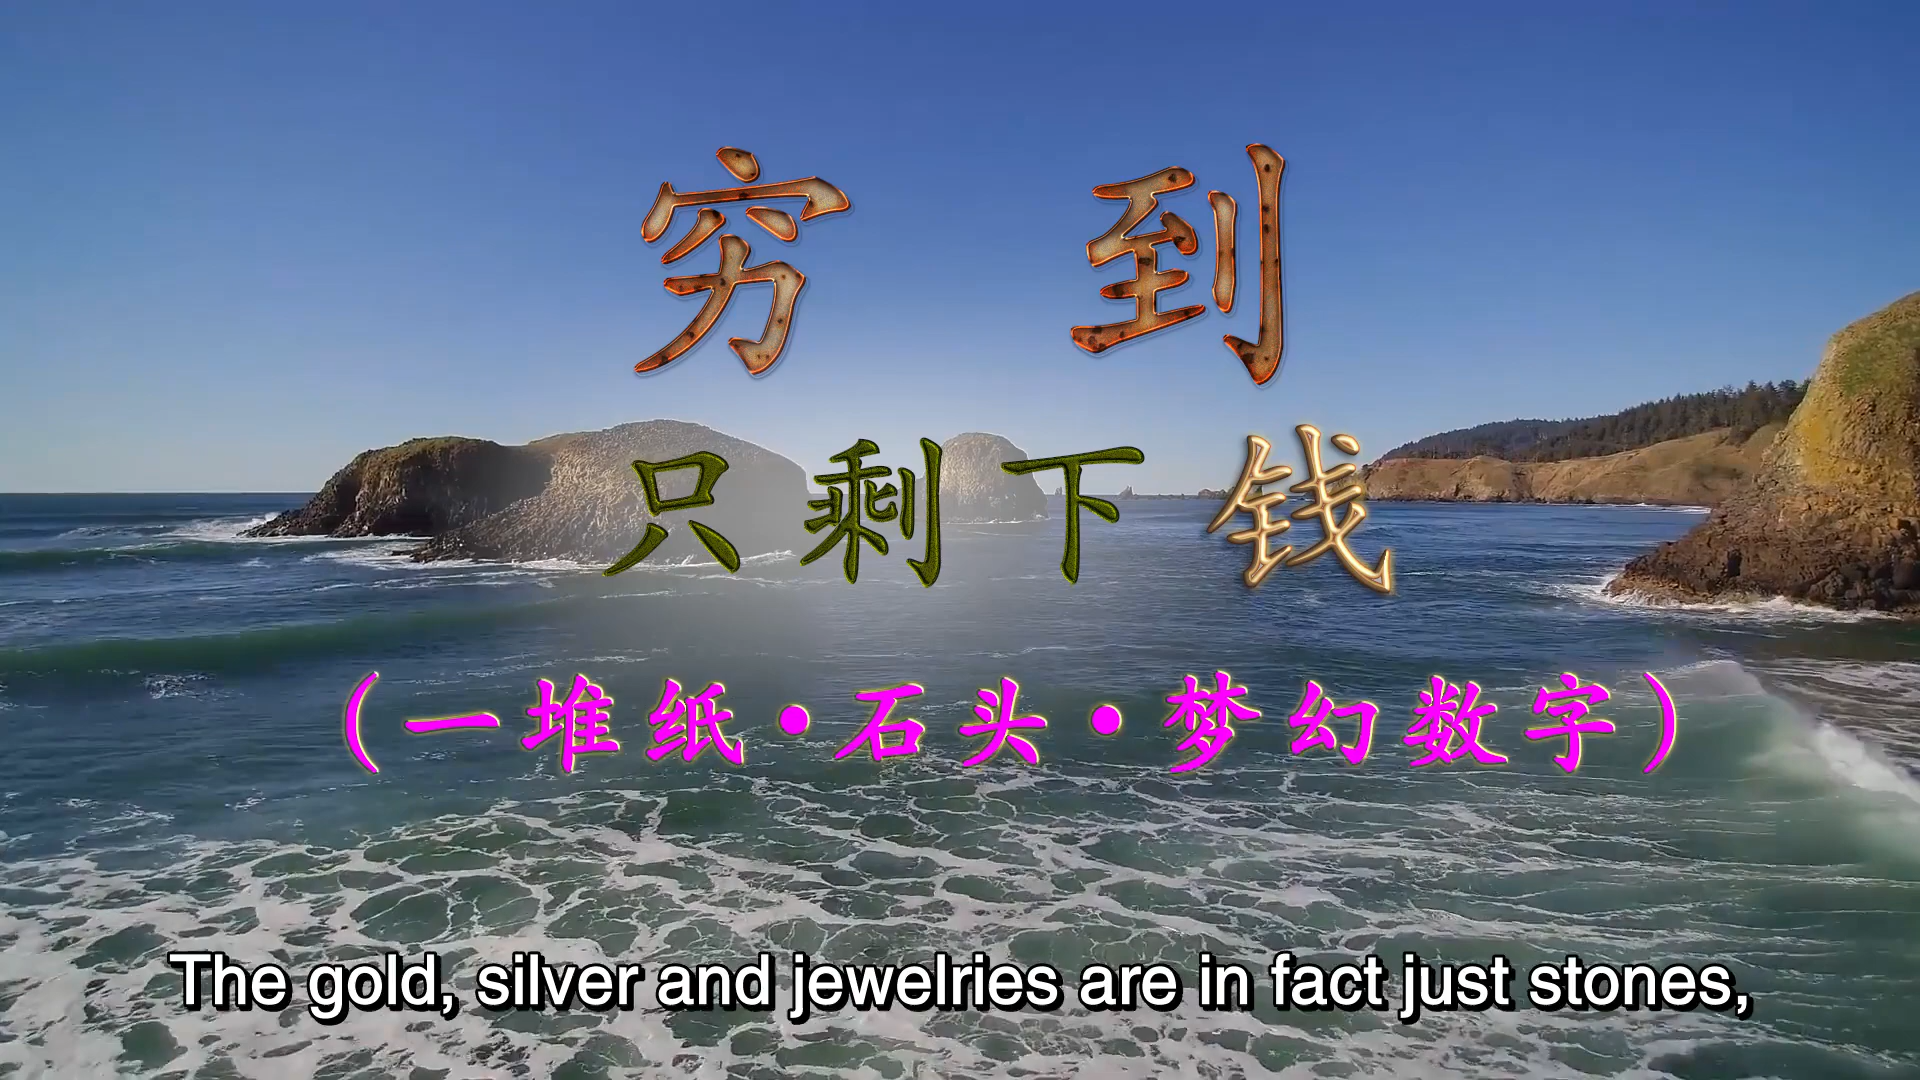 穷到
只剩下钱
（一堆纸·石头·梦幻数字）
The gold, silver and jewelries are in fact just stones,